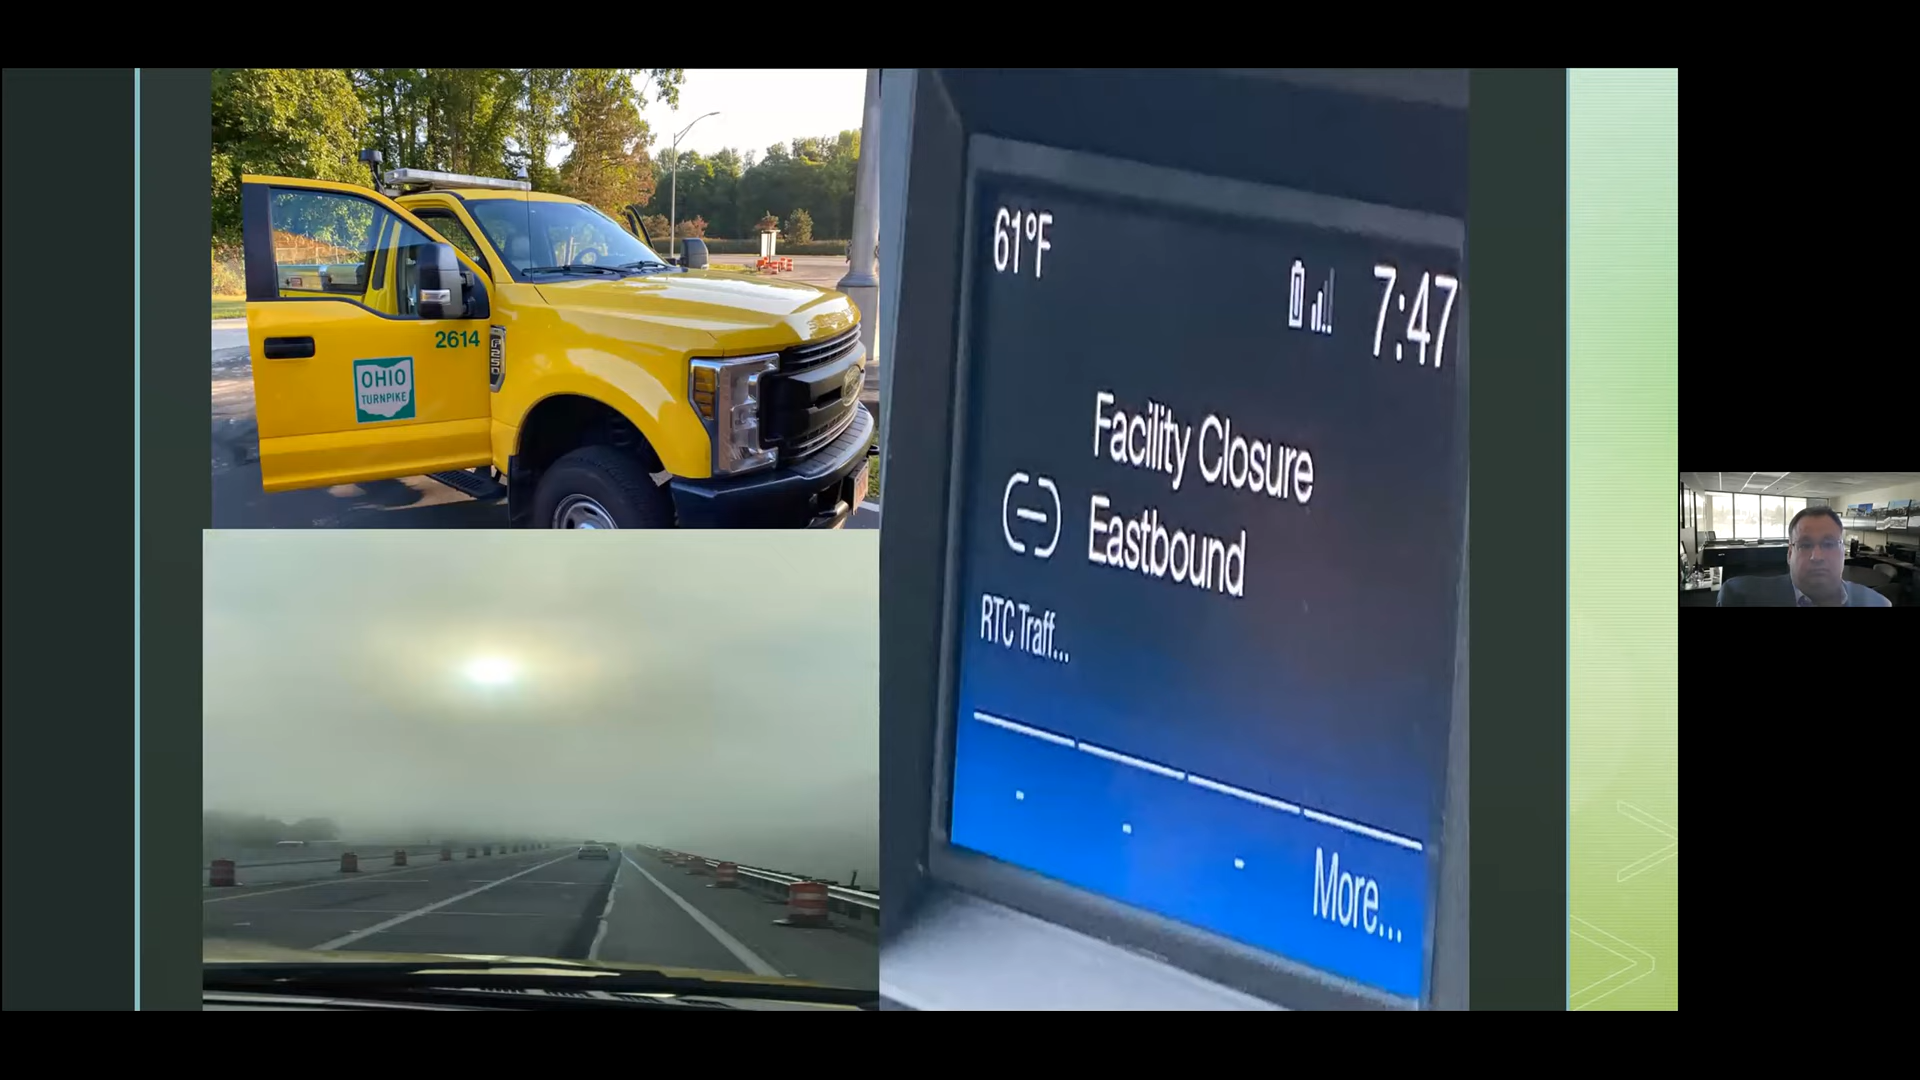 2614
F250
OHIO
TURNPIKE
61°F
7:47
Facility Closure
Eastbound
RTC Traff...
More...